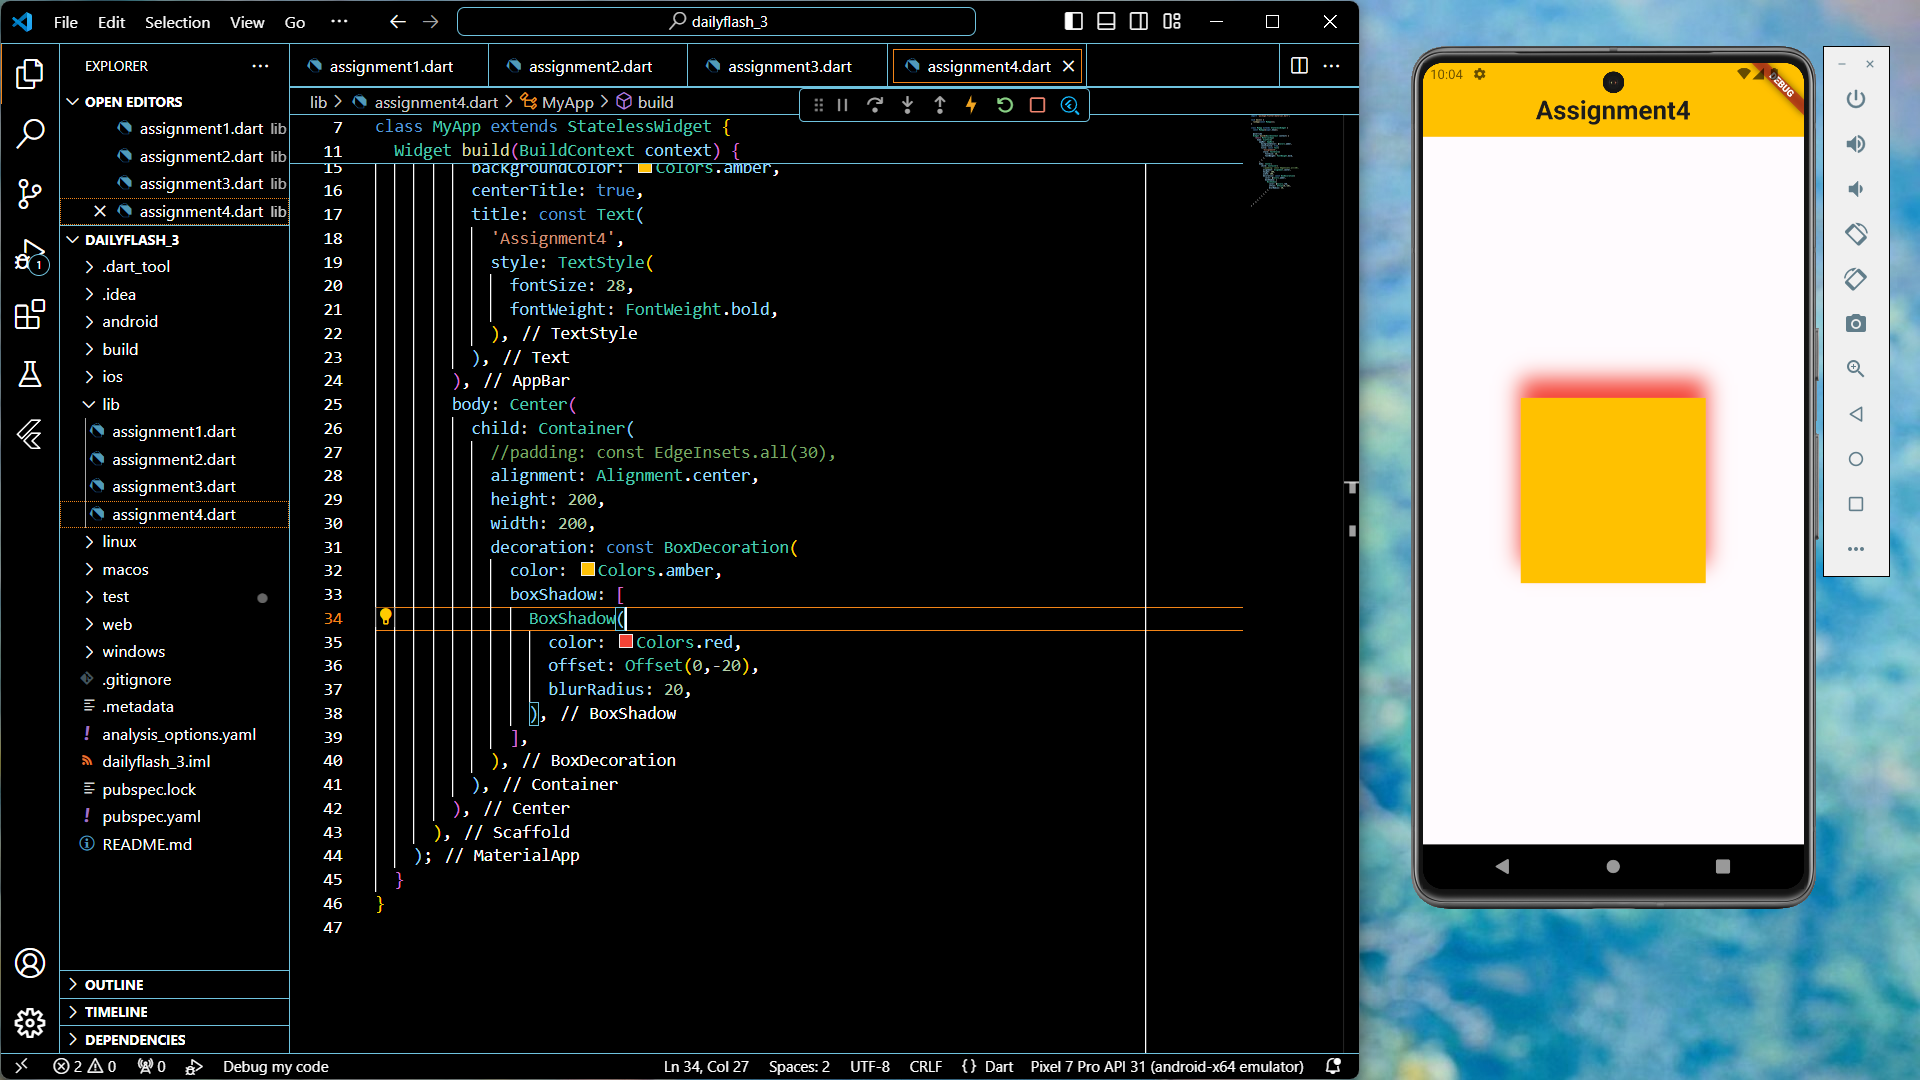 File Edit Selection View Go ··· dailyflash_3
EXPLORER
OPEN EDITORS
assignment1.dart lib
assignment2.dart lib
assignment3.dart lib
assignment4.dart lib
DAILYFLASH_3
.dart_tool
.idea
android
build
ios
lib
assignment1.dart
assignment2.dart
assignment3.dart
assignment4.dart
linux
macos
test
web
windows
.gitignore
.metadata
analysis_options.yaml
dailyflash_3.iml
pubspec.lock
pubspec.yaml
README.md
OUTLINE
TIMELINE
DEPENDENCIES
1
assignment1.dart assignment2.dart assignment3.dart assignment4.dart
lib > assignment4.dart > MyApp > build
7 class MyApp extends StatelessWidget {
11 Widget build(BuildContext context) {
15 backgroundColor: Colors.amber,
16 centerTitle: true,
17 title: const Text(
18 'Assignment4',
19 style: TextStyle(
20 fontSize: 28,
21 fontWeight: FontWeight.bold,
22 ), // TextStyle
23 ), // Text
24 ), // AppBar
25 body: Center(
26 child: Container(
27 //padding: const EdgeInsets.all(30),
28 alignment: Alignment.center,
29 height: 200,
30 width: 200,
31 decoration: const BoxDecoration(
32 color: Colors.amber,
33 boxShadow: [
34 BoxShadow(
35 color: Colors.red,
36 offset: Offset(0,-20),
37 blurRadius: 20,
38 ), // BoxShadow
39 ],
40 ), // BoxDecoration
41 ), // Container
42 ), // Center
43 ), // Scaffold
44 ); // MaterialApp
45 }
46 }
47
2 0 0 Debug my code Ln 34, Col 27 Spaces: 2 UTF-8 CRLF {} Dart Pixel 7 Pro API 31 (android-x64 emulator)
10:04
DEBUG
Assignment4